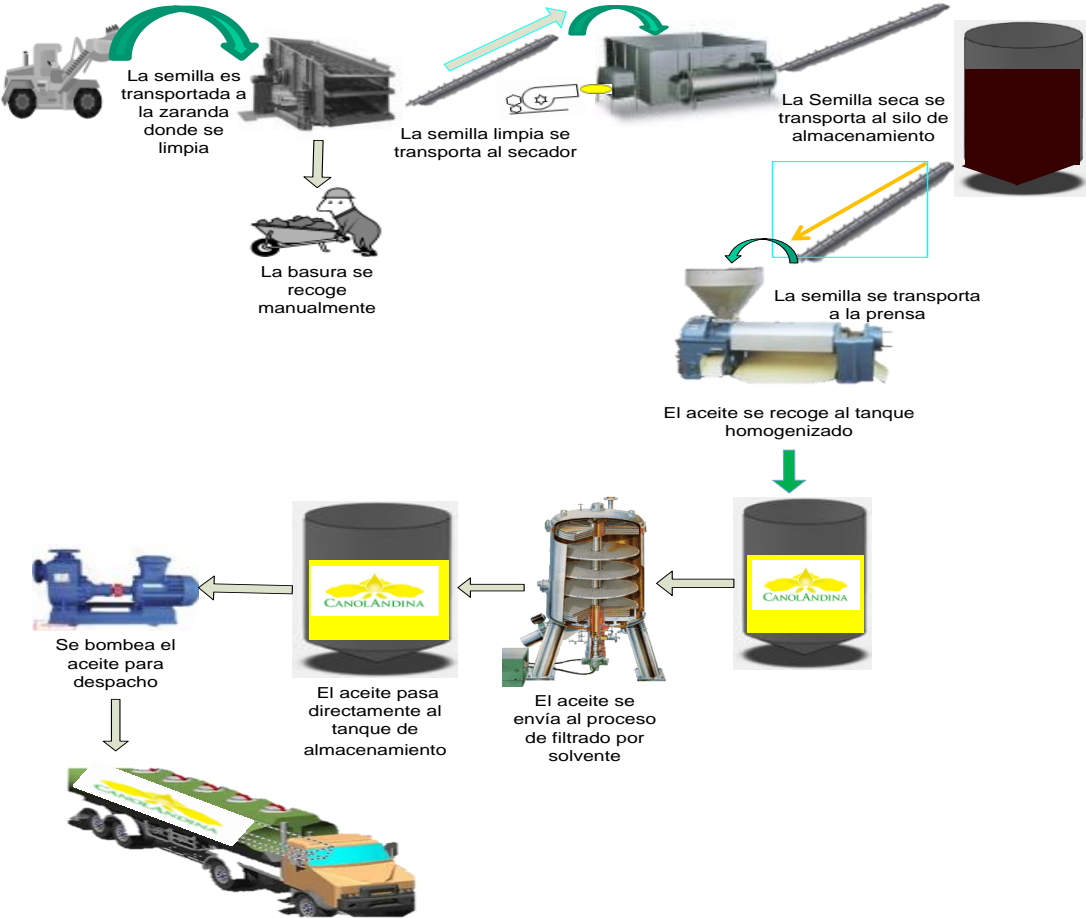 La semilla es
transportada a
la zaranda
donde se
limpia
La semilla limpia se
transporta al secador
La Semilla seca se
transporta al silo de
almacenamiento
La basura se
recoge
manualmente
La semilla se transporta
a la prensa
El aceite se recoge al tanque
homogenizado
CANOLANDINA
El aceite se
envía al proceso
de filtrado por
solvente
CANOLANDINA
El aceite pasa
directamente al
tanque de
almacenamiento
Se bombea el
aceite para
despacho
CANOLANDINA